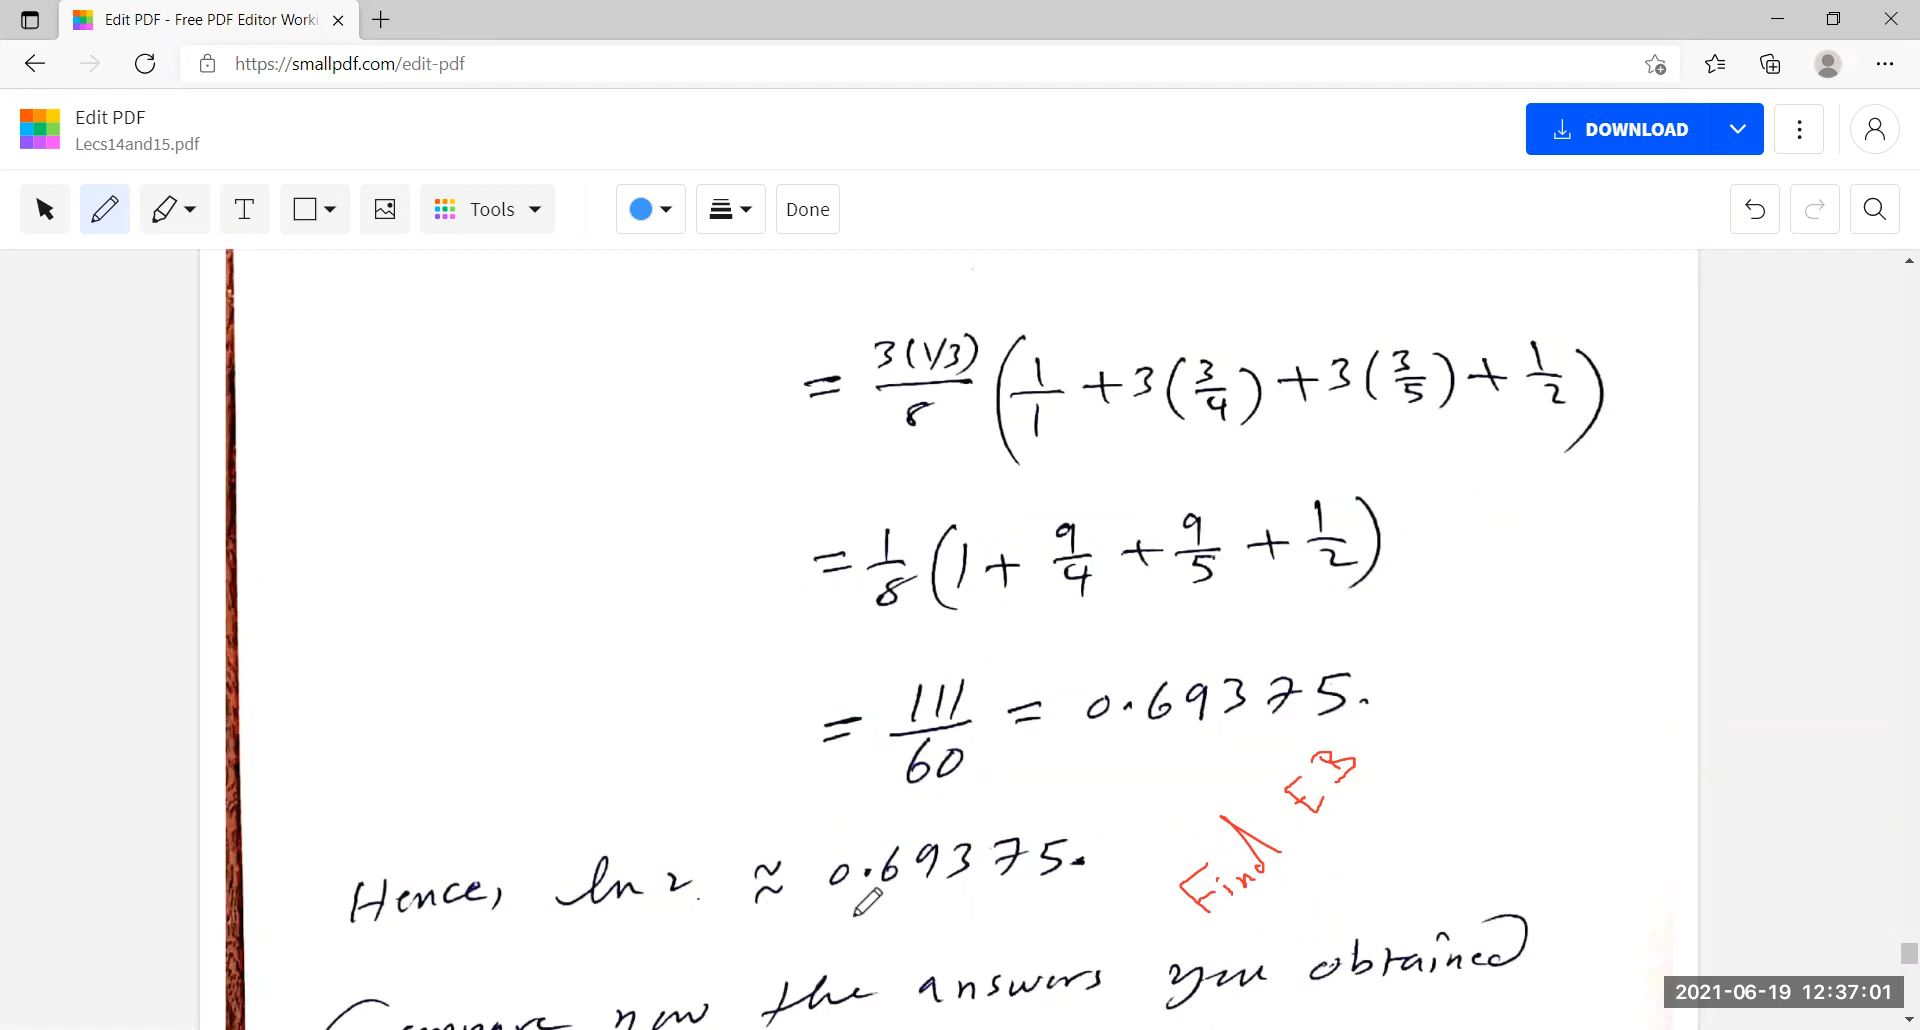 Edit PDF - Free PDF Editor Worki
https://smallpdf.com/edit-pdf
Edit PDF
Lecs14and15.pdf
DOWNLOAD
T
Tools
Done
= 3(1/3)/8 (1/1 + 3(3/4) + 3(3/5) + 1/2)
= 1/8 (1 + 9/4 + 9/5 + 1/2)
= 111/60 = 0.69375.
Find EB
Hence, ln 2 ≈ 0.69375.
Compare now the answers you obtained
2021-06-19 12:37:01